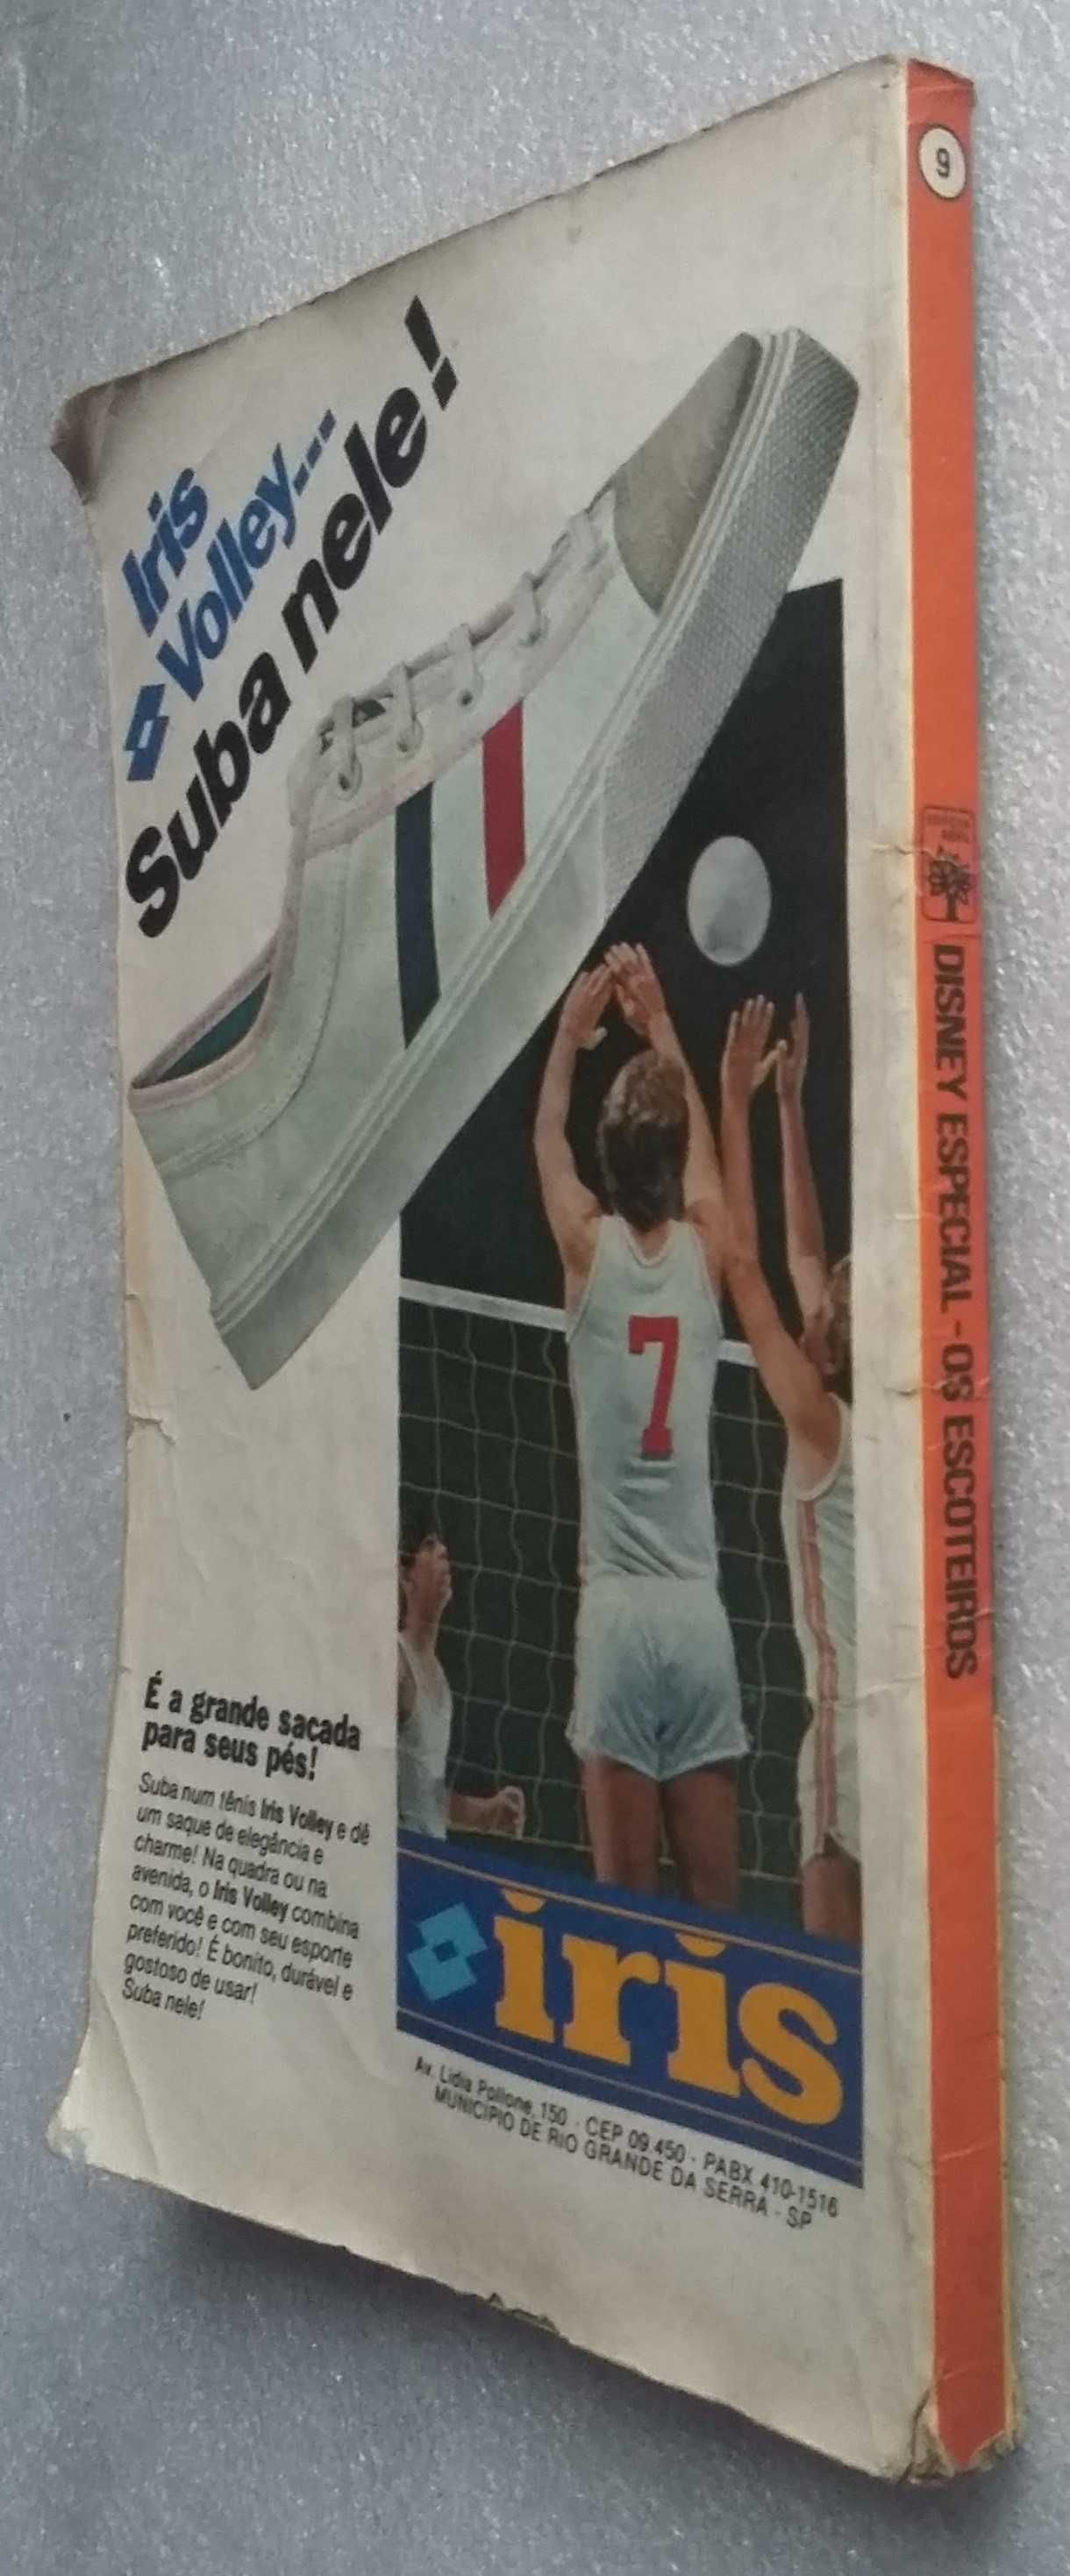 Iris
Volley...
Suba nele!
7
É a grande sacada
para seus pés!
Suba num tênis Iris Volley e dê
um saque de elegância e
charme! Na quadra ou na
avenida, o Iris Volley combina
com você e com seu esporte
preferido! É bonito, durável e
gostoso de usar!
Suba nele!
iris
Av. Lidia Pollone, 150 - CEP 09.450 - PABX 410-1516
MUNICÍPIO DE RIO GRANDE DA SERRA - SP
9
DISNEY ESPECIAL - OS ESCOTEIROS